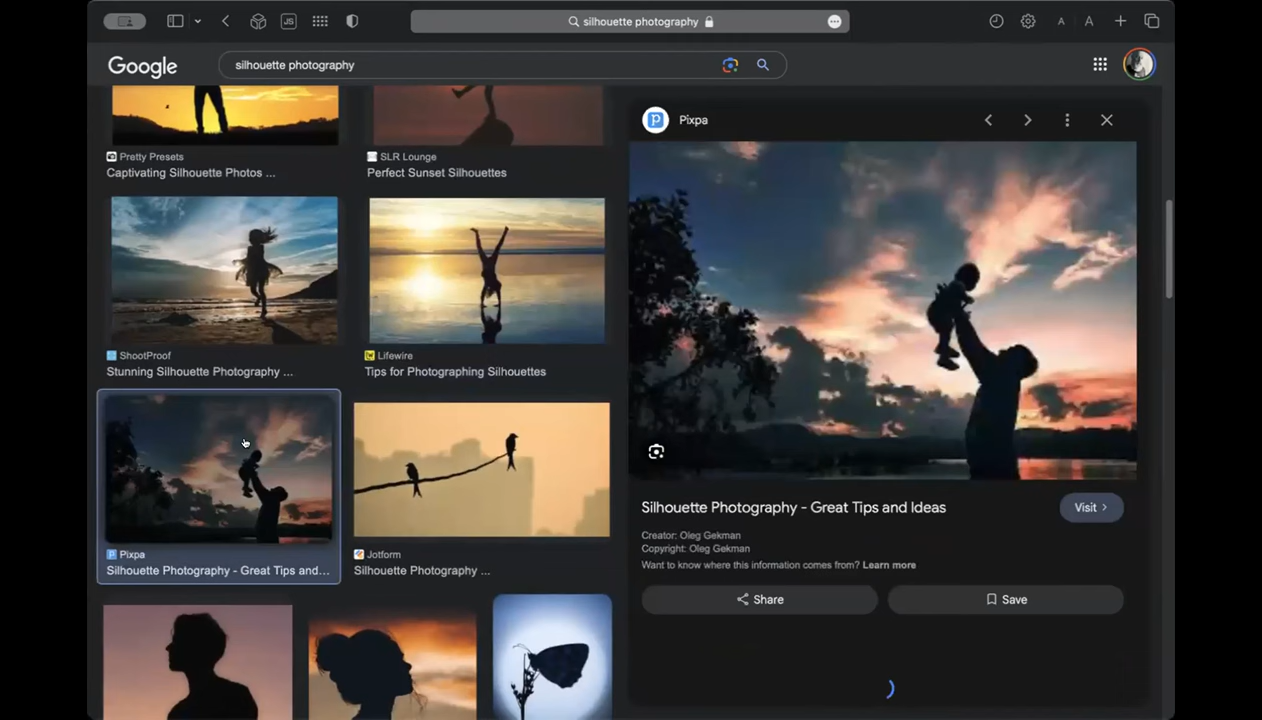 JS
silhouette photography
A
A
Google
silhouette photography
Pretty Presets
Captivating Silhouette Photos ...
SLR Lounge
Perfect Sunset Silhouettes
ShootProof
Stunning Silhouette Photography ...
Lifewire
Tips for Photographing Silhouettes
Pixpa
Silhouette Photography - Great Tips and...
Jotform
Silhouette Photography ...
p
Pixpa
Silhouette Photography - Great Tips and Ideas
Visit
Creator: Oleg Gekman
Copyright: Oleg Gekman
Want to know where this information comes from? Learn more
Share
Save